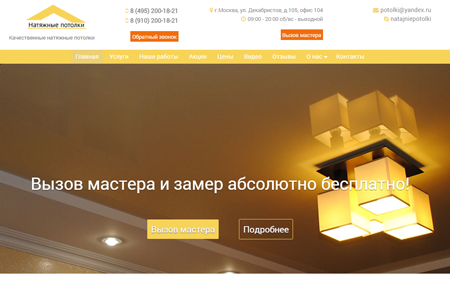 Натяжные потолки
Качественные натяжные потолки
8 (495) 200-18-21
8 (910) 200-18-21
Обратный звонок
г.Москва, ул. Декабристов, д.105, офис 104
09:00 - 20:00 сб/вс - выходной
Вызов мастера
potolki@yandex.ru
natajniepotolki
Главная Услуги Наши работы Акции Цены Видео Отзывы О нас Контакты
Вызов мастера и замер абсолютно бесплатно!
Вызов мастера
Подробнее